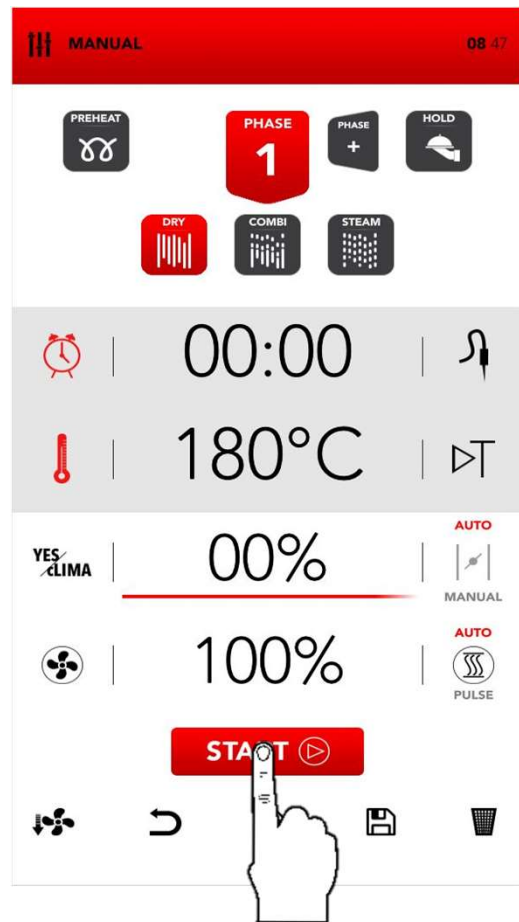 MANUAL 08 47
PREHEAT
PHASE
1
PHASE
+
HOLD
DRY
COMBI
STEAM
00:00
180°C
▷T
YES/CLIMA
00%
AUTO
MANUAL
100%
AUTO
PULSE
START